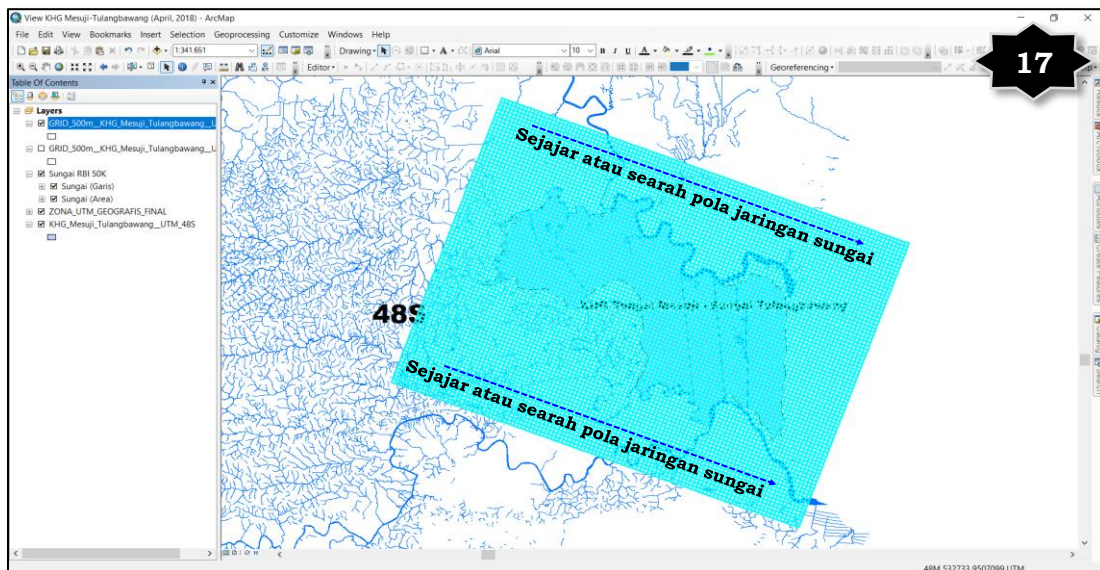 View KHG Mesuji-Tulangbawang (April, 2018) - ArcMap
File Edit View Bookmarks Insert Selection Geoprocessing Customize Windows Help
1:341.651
Drawing
Arial
10
B I U
A
Editor
Georeferencing
17
Table Of Contents
Layers
GRID_500m__KHG_Mesuji_Tulangbawang__U
GRID_500m__KHG_Mesuji_Tulangbawang__U
Sungai RBI 50K
Sungai (Garis)
Sungai (Area)
ZONA_UTM_GEOGRAFIS_FINAL
KHG_Mesuji_Tulangbawang__UTM_48S
Sejajar atau searah pola jaringan sungai
48S
KHG Sungai Mesuji - Sungai Tulangbawang
Sejajar atau searah pola jaringan sungai
48M 532733 9507099 UTM